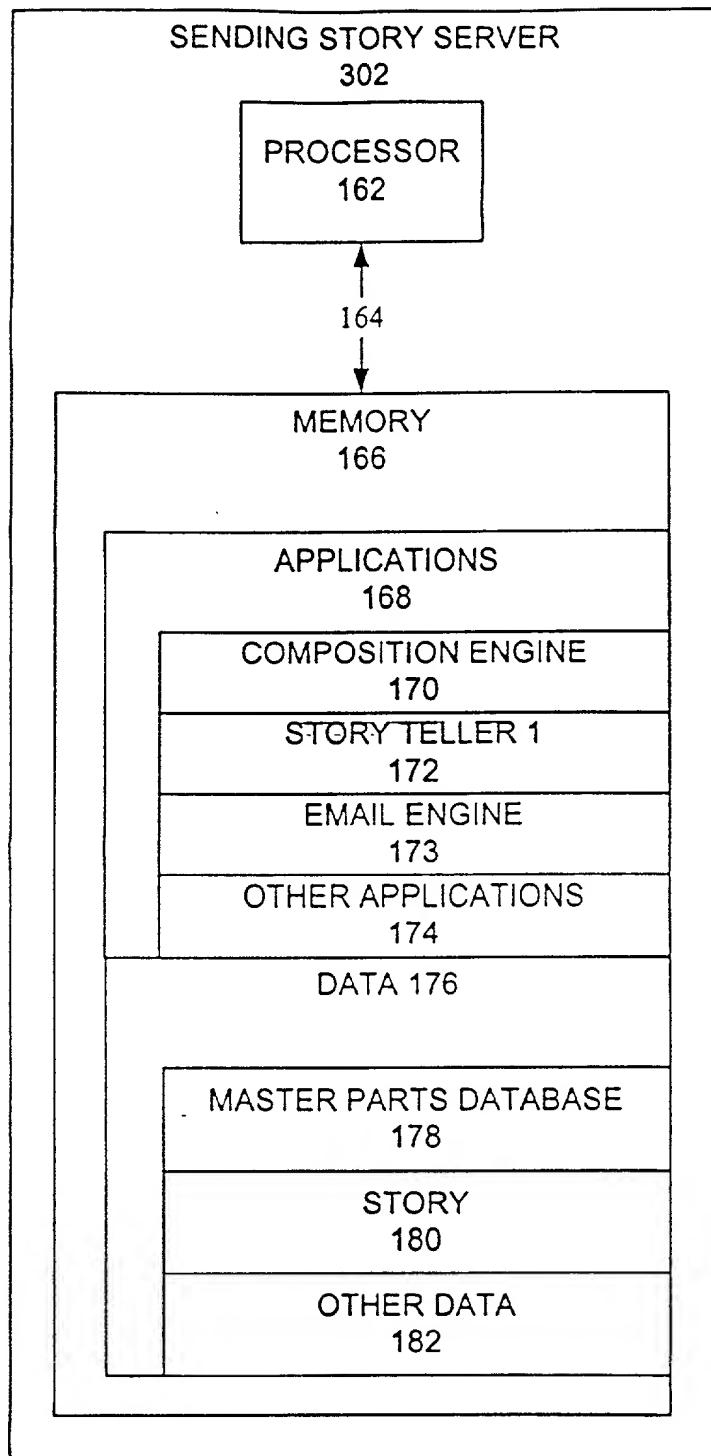 SENDING STORY SERVER
302
PROCESSOR
162
164
MEMORY
166
APPLICATIONS
168
COMPOSITION ENGINE
170
STORY TELLER 1
172
EMAIL ENGINE
173
OTHER APPLICATIONS
174
DATA 176
MASTER PARTS DATABASE
178
STORY
180
OTHER DATA
182